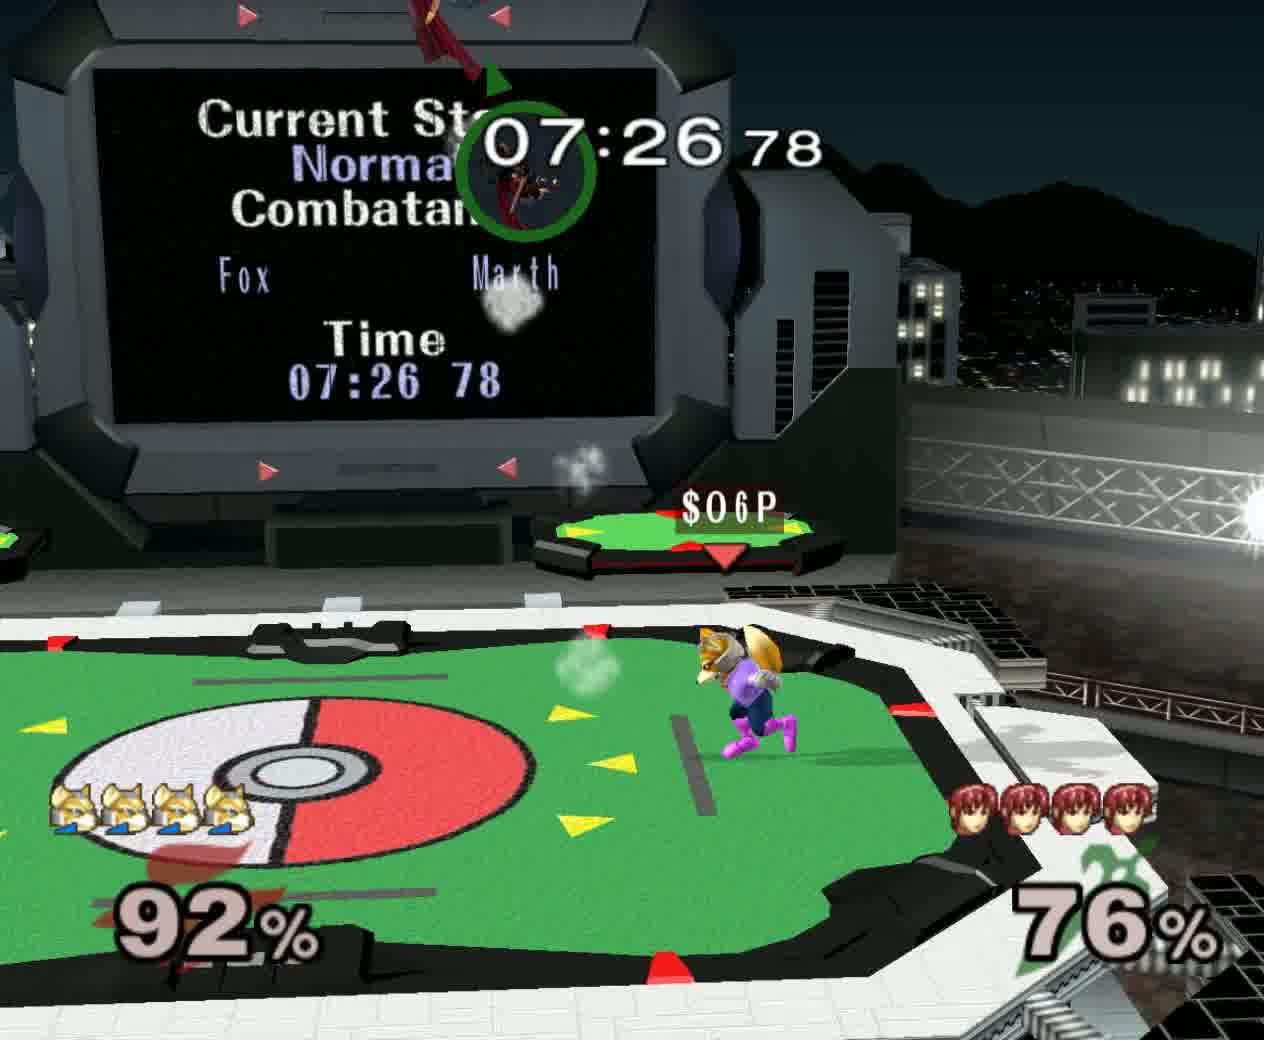 Current St
07:26 78
Norma
Combatan
Fox Marth
Time
07:26 78
$06P
92%
76%